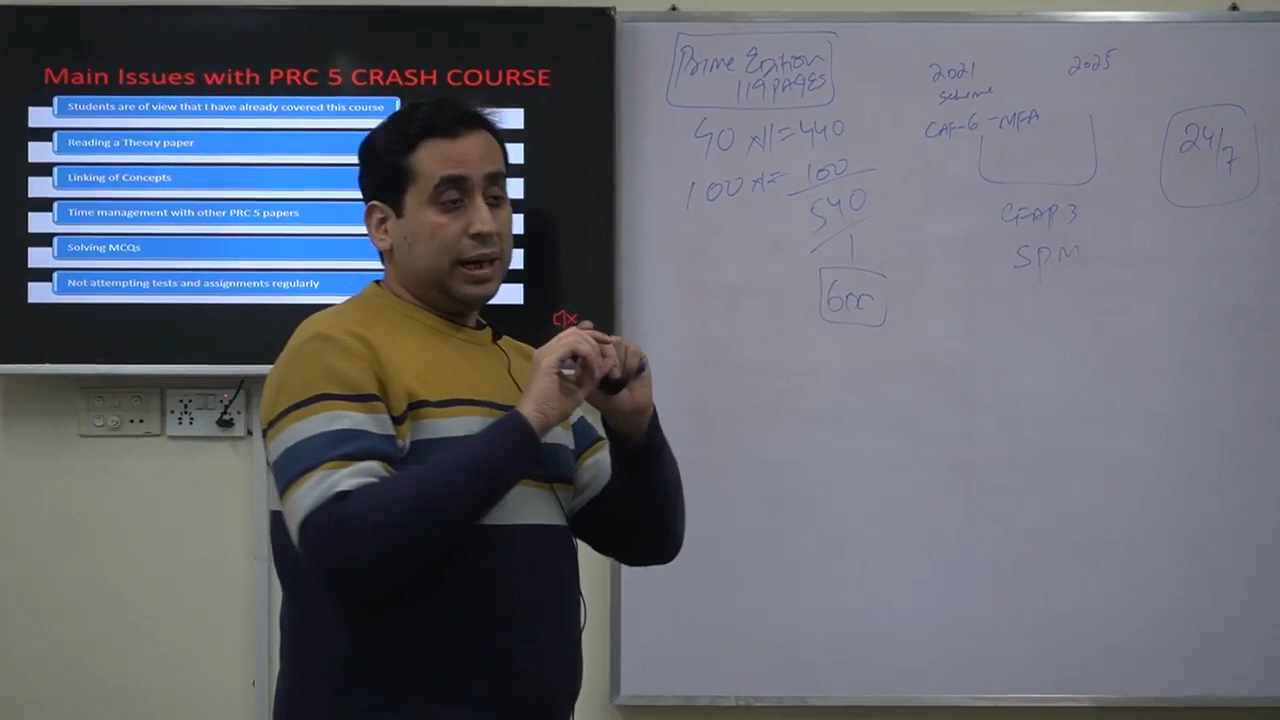 Main Issues with PRC 5 CRASH COURSE
Students are of view that I have already covered this course
Reading a Theory paper
Linking of Concepts
Time management with other PRC 5 papers
Solving MCQs
Not attempting tests and assignments regularly
Prime Edition
119 PAGES
40 x11=440
100 x1= 100
540
1
2021
scheme
2025
CAF-6-MFA
CFAP 3
SPM
24/7